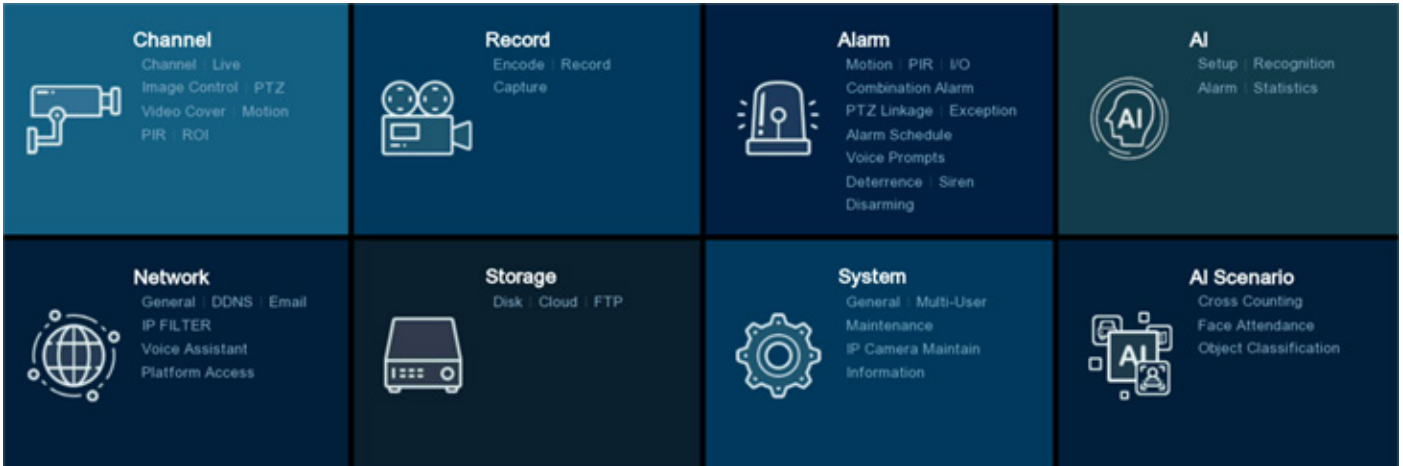 Channel
Channel | Live
Image Control | PTZ
Video Cover | Motion
PIR | ROI
Record
Encode | Record
Capture
Alarm
Motion | PIR | I/O
Combination Alarm
PTZ Linkage | Exception
Alarm Schedule
Voice Prompts
Deterrence | Siren
Disarming
AI
Setup | Recognition
Alarm | Statistics
AI
Network
General | DDNS | Email
IP FILTER
Voice Assistant
Platform Access
Storage
Disk | Cloud | FTP
System
General | Multi-User
Maintenance
IP Camera Maintain
Information
AI Scenario
Cross Counting
Face Attendance
Object Classification
AI